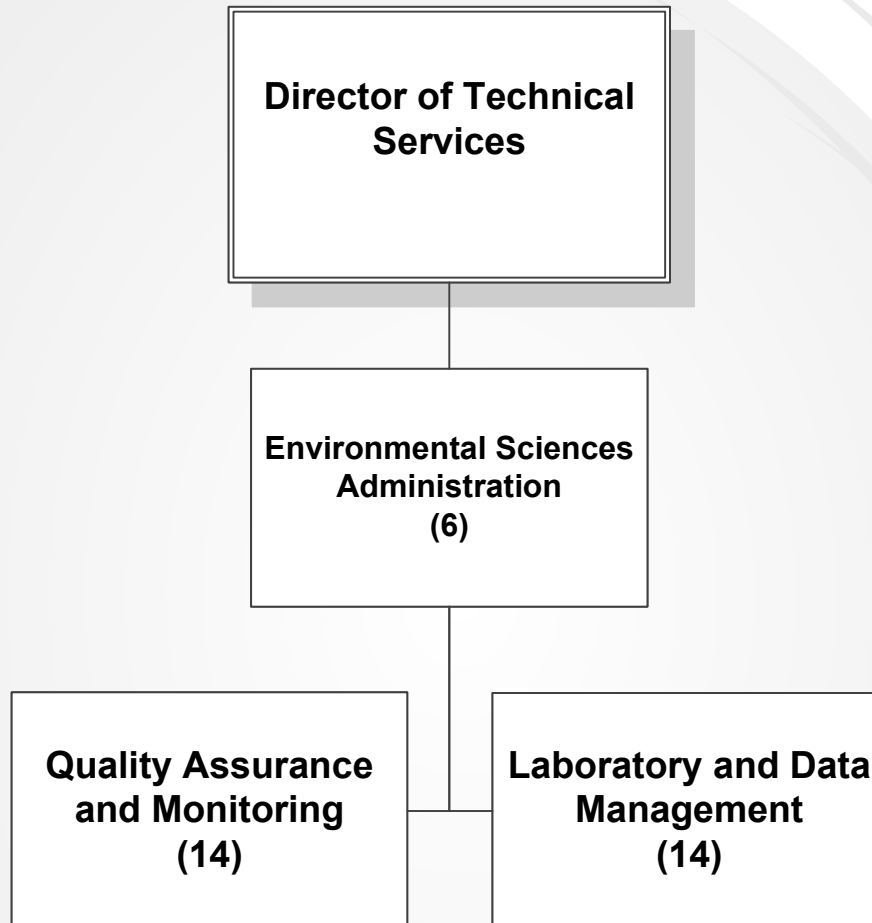 Director of Technical
Services
Environmental Sciences
Administration
(6)
Quality Assurance
and Monitoring
(14)
Laboratory and Data
Management
(14)